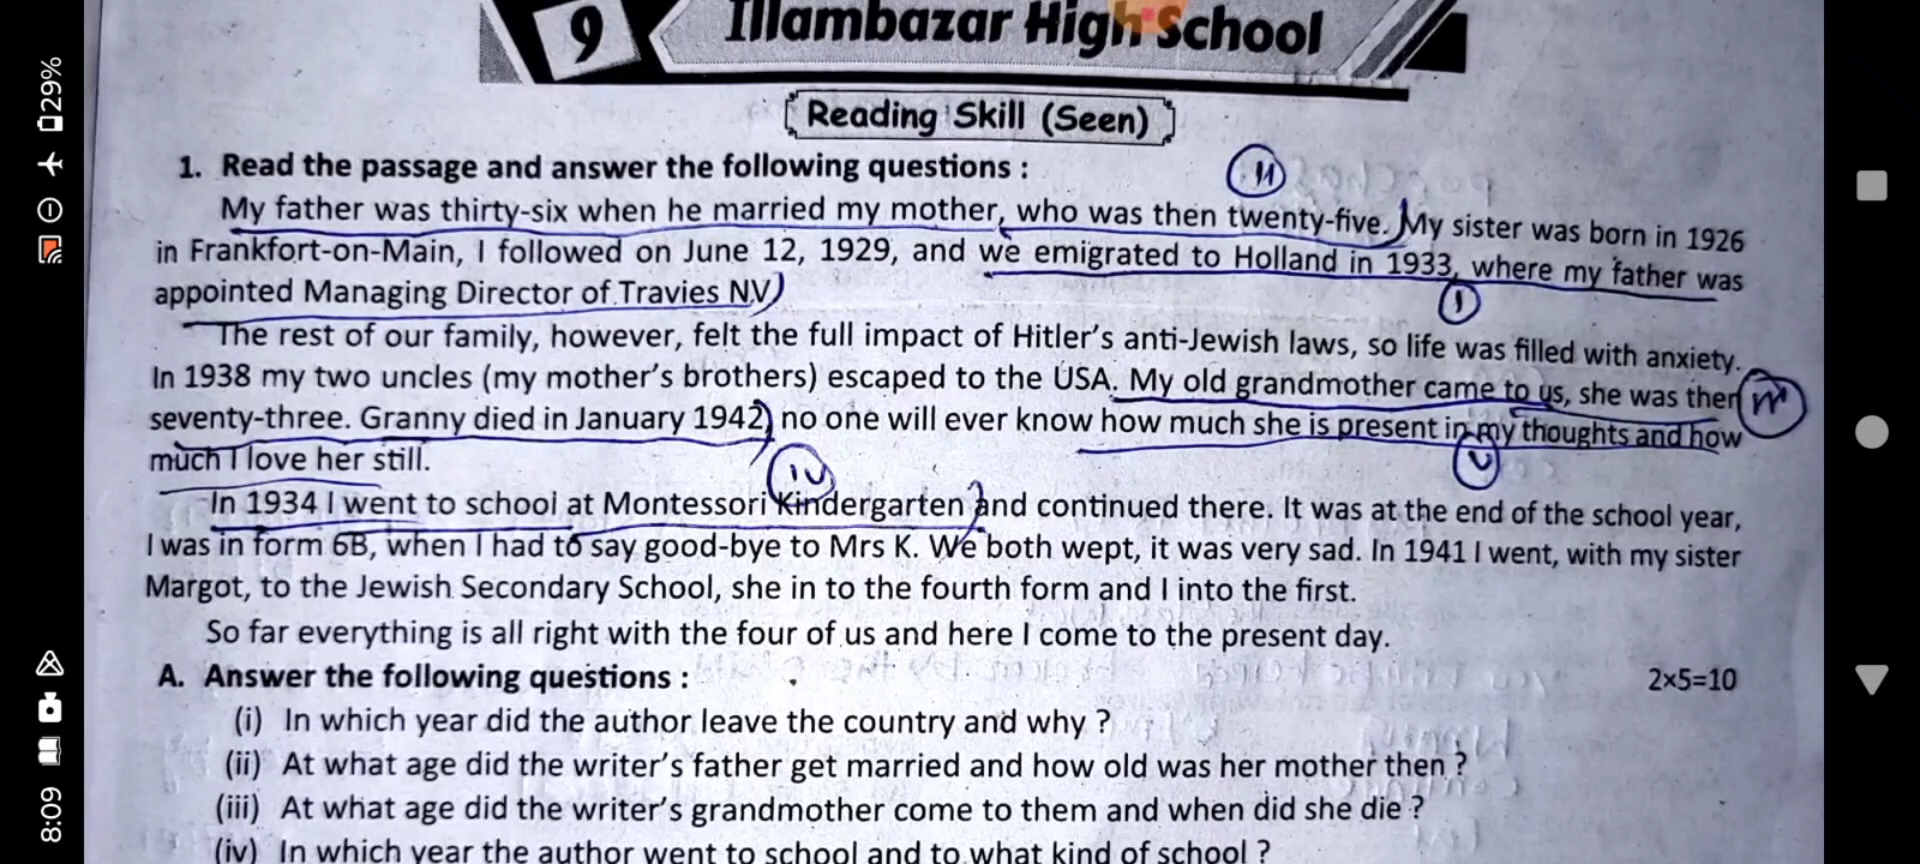 9 Illambazar High School
Reading Skill (Seen)
1. Read the passage and answer the following questions :
11
My father was thirty-six when he married my mother, who was then twenty-five. My sister was born in 1926
in Frankfort-on-Main, I followed on June 12, 1929, and we emigrated to Holland in 1933, where my father was
appointed Managing Director of Travies N.V)
The rest of our family, however, felt the full impact of Hitler's anti-Jewish laws, so life was filled with anxiety.
In 1938 my two uncles (my mother's brothers) escaped to the USA. My old grandmother came to us, she was then
seventy-three. Granny died in January 1942) no one will ever know how much she is present in my thoughts and how
much I love her still.
iv
In 1934 I went to school at Montessori Kindergarten) and continued there. It was at the end of the school year,
I was in form 6B, when I had to say good-bye to Mrs K. We both wept, it was very sad. In 1941 I went, with my sister
Margot, to the Jewish Secondary School, she in to the fourth form and I into the first.
So far everything is all right with the four of us and here I come to the present day.
A. Answer the following questions : 2×5=10
(i) In which year did the author leave the country and why ?
(ii) At what age did the writer's father get married and how old was her mother then ?
(iii) At what age did the writer's grandmother come to them and when did she die ?
(iv) In which year the author went to school and to what kind of school ?
29%
8:09